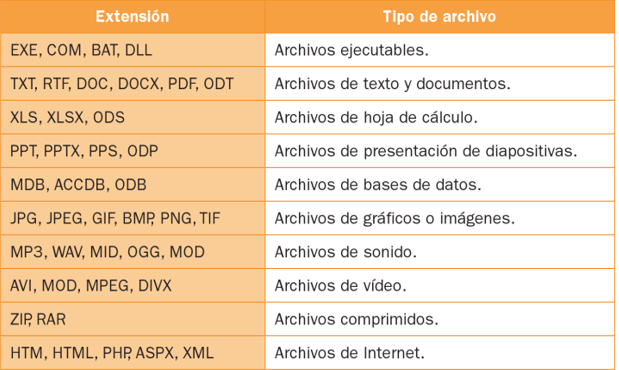 Extensión Tipo de archivo
EXE, COM, BAT, DLL Archivos ejecutables.
TXT, RTF, DOC, DOCX, PDF, ODT Archivos de texto y documentos.
XLS, XLSX, ODS Archivos de hoja de cálculo.
PPT, PPTX, PPS, ODP Archivos de presentación de diapositivas.
MDB, ACCDB, ODB Archivos de bases de datos.
JPG, JPEG, GIF, BMP, PNG, TIF Archivos de gráficos o imágenes.
MP3, WAV, MID, OGG, MOD Archivos de sonido.
AVI, MOD, MPEG, DIVX Archivos de vídeo.
ZIP, RAR Archivos comprimidos.
HTM, HTML, PHP, ASPX, XML Archivos de Internet.